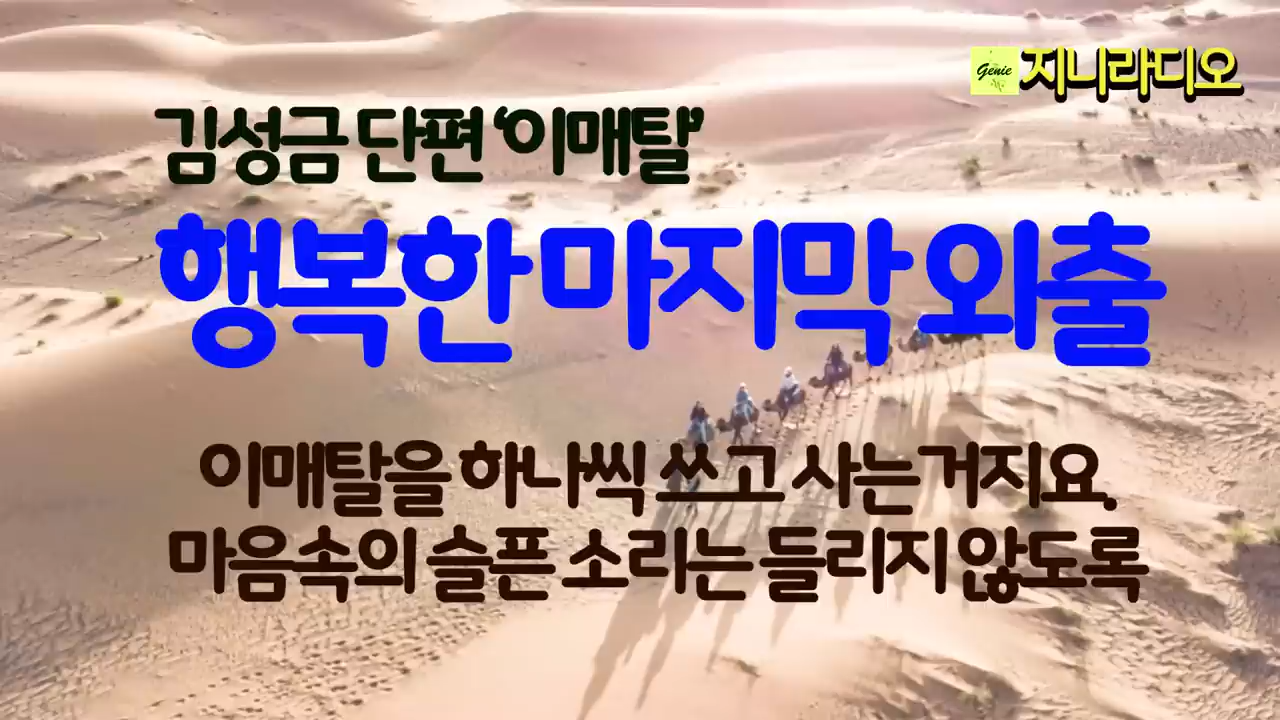 Genie 지니라디오
김성금 단편 ‘이매탈’
행복한 마지막 외출
이매탈을 하나씩 쓰고 사는거지요.
마음속의 슬픈 소리는 들리지 않도록